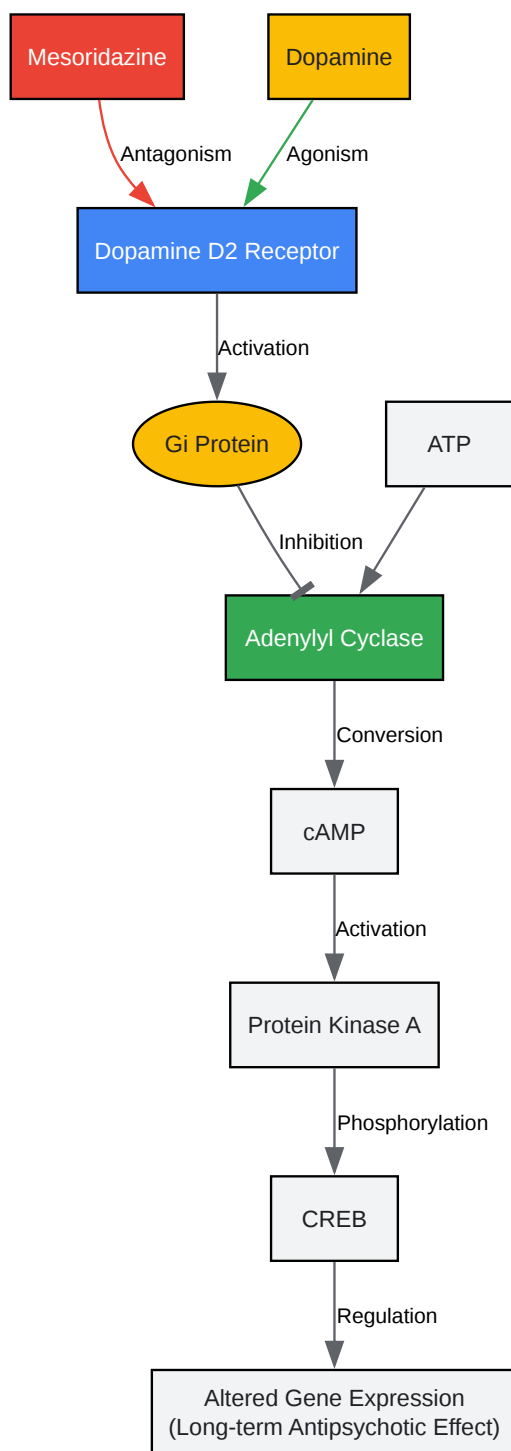 Mesoridazine
Dopamine
Antagonism
Agonism
Dopamine D2 Receptor
Activation
Gi Protein
ATP
Inhibition
Adenylyl Cyclase
Conversion
cAMP
Activation
Protein Kinase A
Phosphorylation
CREB
Regulation
Altered Gene Expression
(Long-term Antipsychotic Effect)